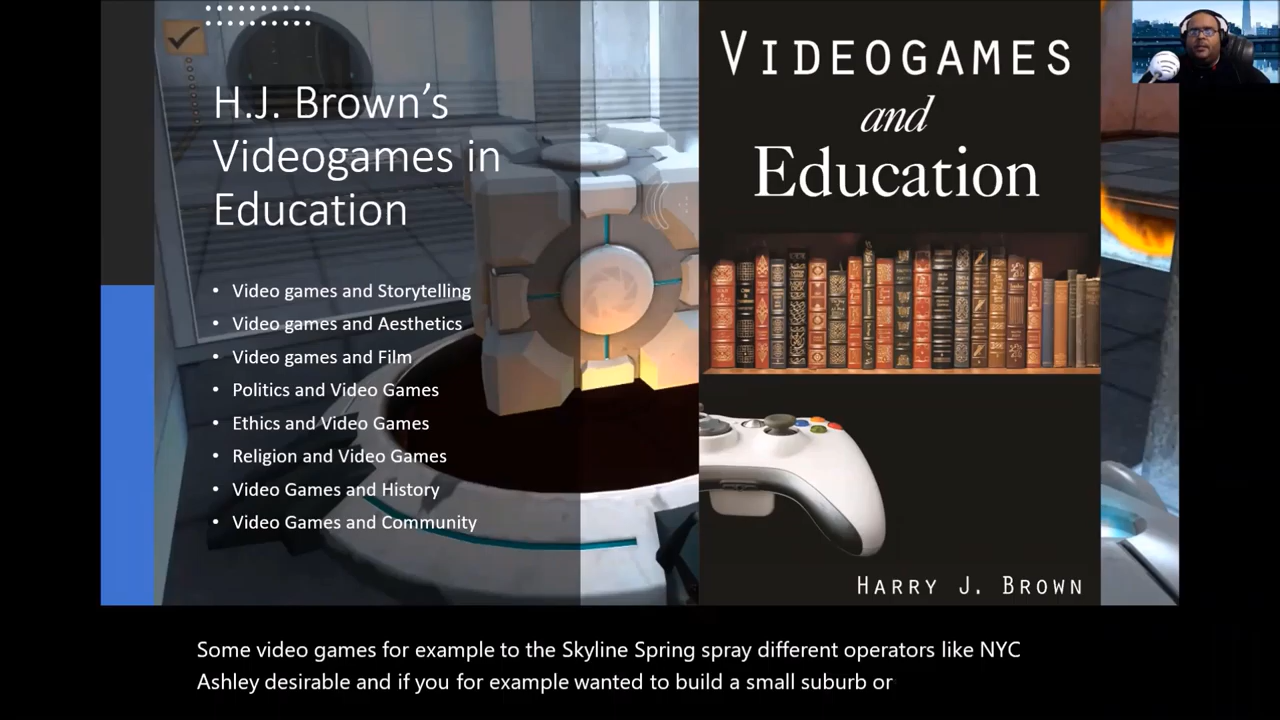 H.J. Brown's
Videogames in
Education
• Video games and Storytelling
• Video games and Aesthetics
• Video games and Film
• Politics and Video Games
• Ethics and Video Games
• Religion and Video Games
• Video Games and History
• Video Games and Community
VIDEOGAMES
and
Education
HARRY J. BROWN
Some video games for example to the Skyline Spring spray different operators like NYC
Ashley desirable and if you for example wanted to build a small suburb or